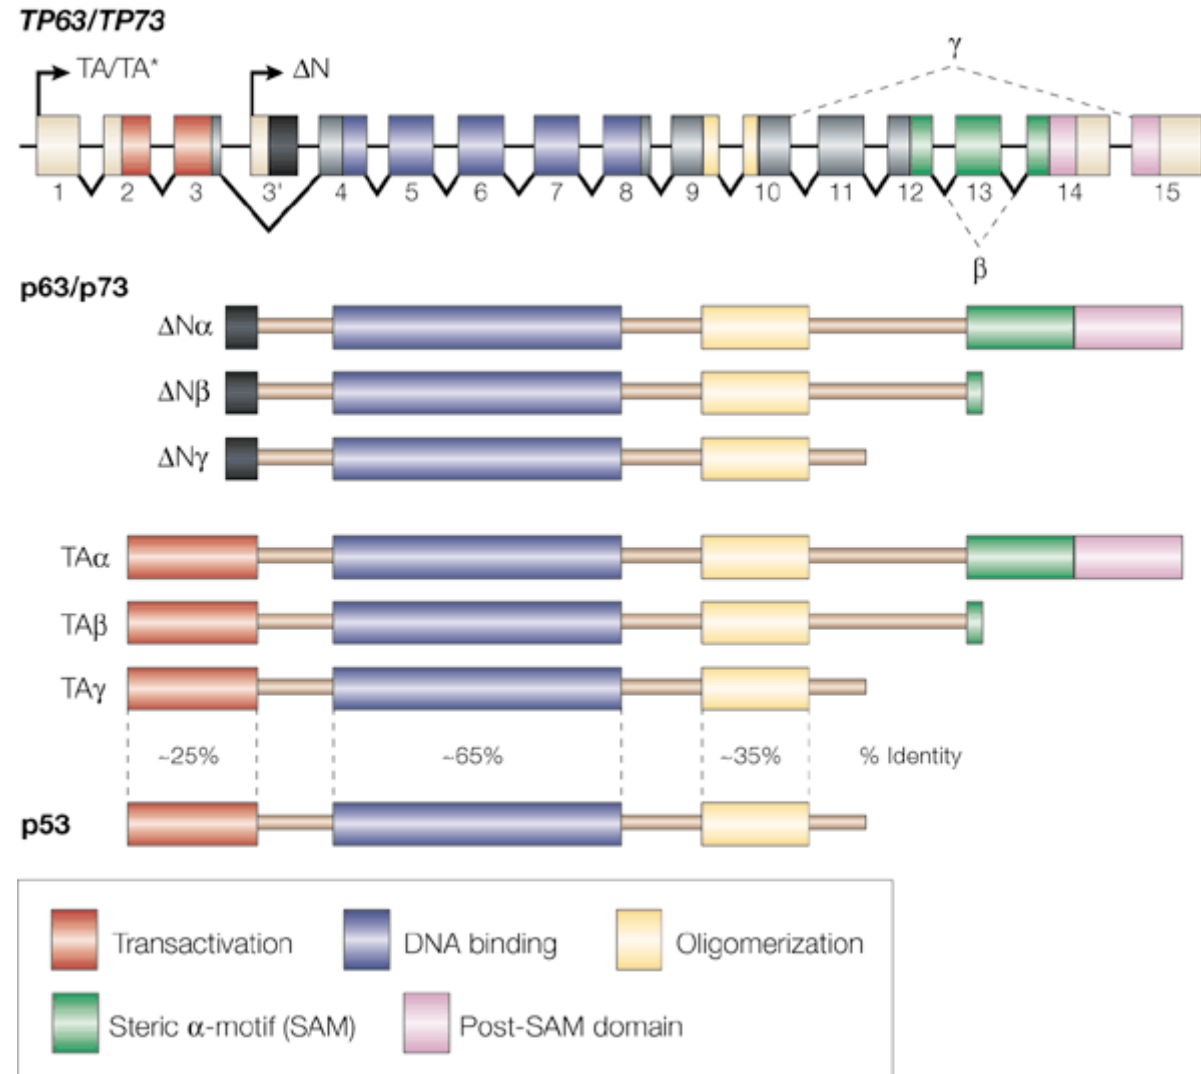 TP63/TP73
TA/TA*
ΔN
γ
1 2 3 3' 4 5 6 7 8 9 10 11 12 13 14 15
β
p63/p73
ΔNα
ΔNβ
ΔNγ
TAα
TAβ
TAγ
~25% ~65% ~35% % Identity
p53
Transactivation DNA binding Oligomerization
Steric α-motif (SAM) Post-SAM domain